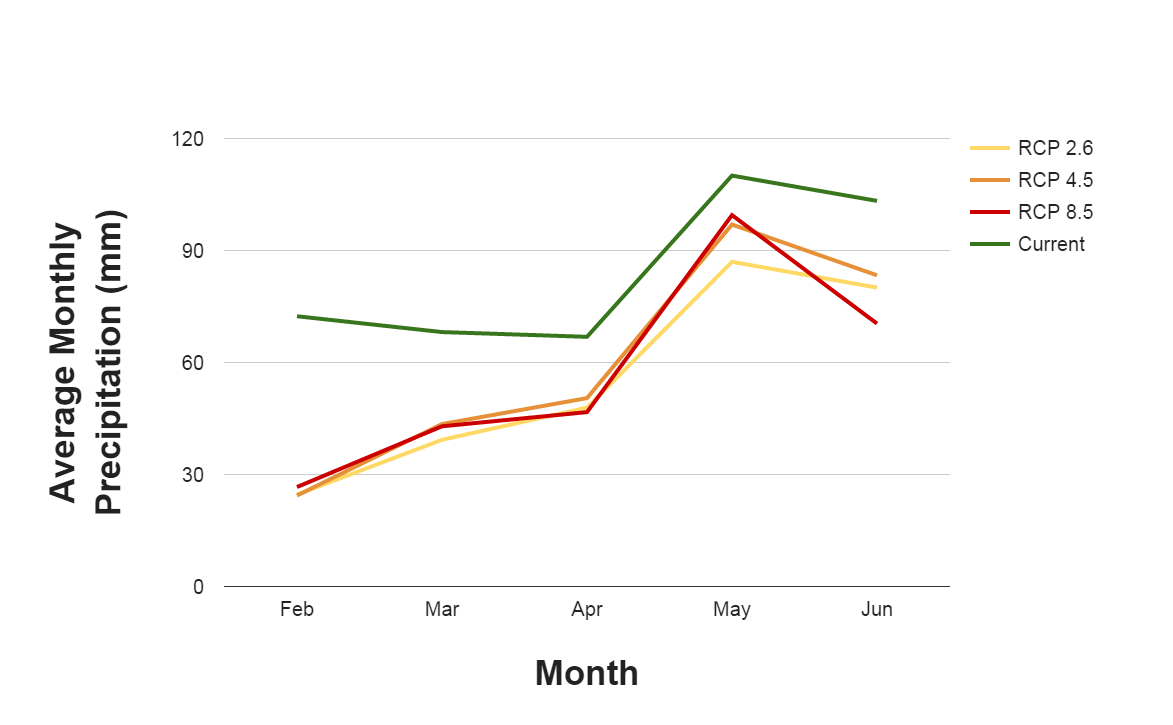 Average Monthly
Precipitation (mm)
120
90
60
30
0
Feb Mar Apr May Jun
Month
RCP 2.6
RCP 4.5
RCP 8.5
Current